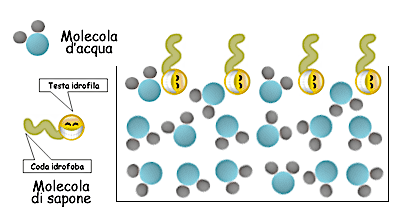 Molecola
d'acqua
Testa idrofila
Coda idrofoba
Molecola
di sapone